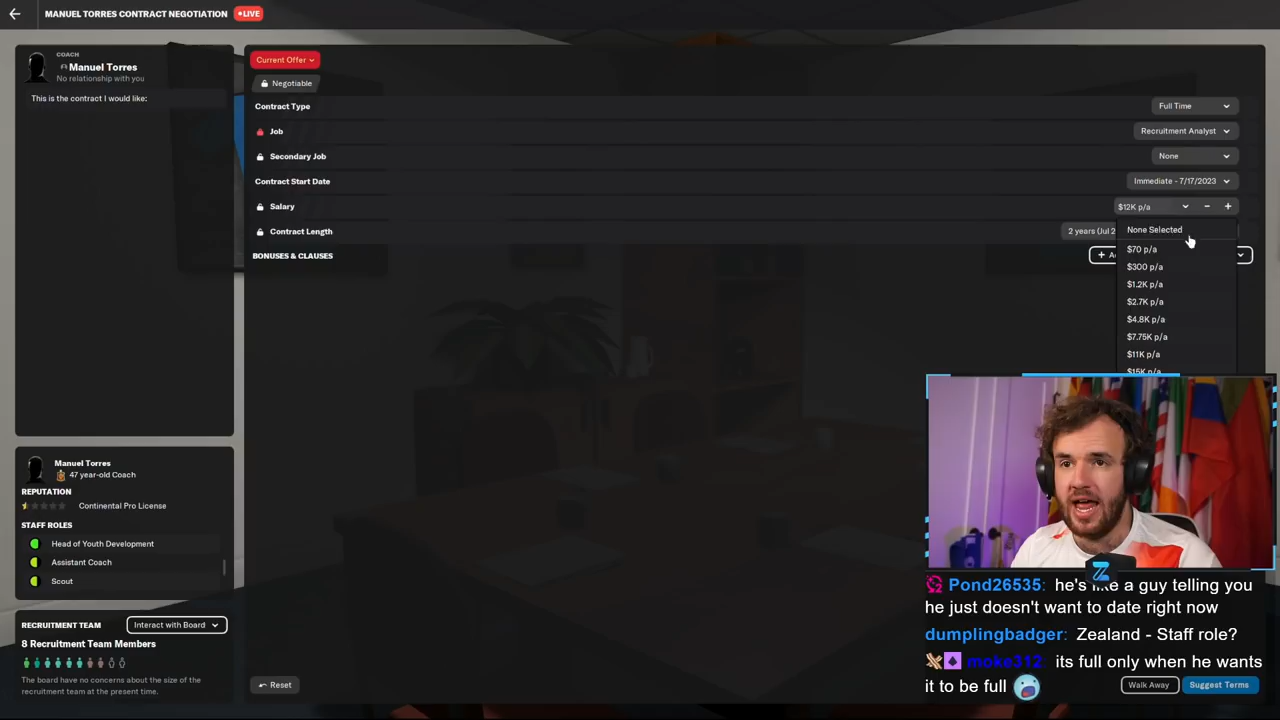 MANUEL TORRES CONTRACT NEGOTIATION
LIVE
COACH
Manuel Torres
No relationship with you
This is the contract I would like:
Current Offer
Negotiable
Contract Type
Full Time
Job
Recruitment Analyst
Secondary Job
None
Contract Start Date
Immediate - 7/17/2023
Salary
$12K p/a
Contract Length
2 years (Jul 2
None Selected
BONUSES & CLAUSES
$70 p/a
$300 p/a
$1.2K p/a
$2.7K p/a
$4.8K p/a
$7.75K p/a
$11K p/a
$15K p/a
Manuel Torres
47 year-old Coach
REPUTATION
Continental Pro License
STAFF ROLES
Head of Youth Development
Assistant Coach
Scout
RECRUITMENT TEAM
Interact with Board
8 Recruitment Team Members
The board have no concerns about the size of the
recruitment team at the present time.
Reset
Pond26535: he's like a guy telling you
he just doesn't want to date right now
dumplingbadger: Zealand - Staff role?
moke312: its full only when he wants
it to be full
Walk Away
Suggest Terms